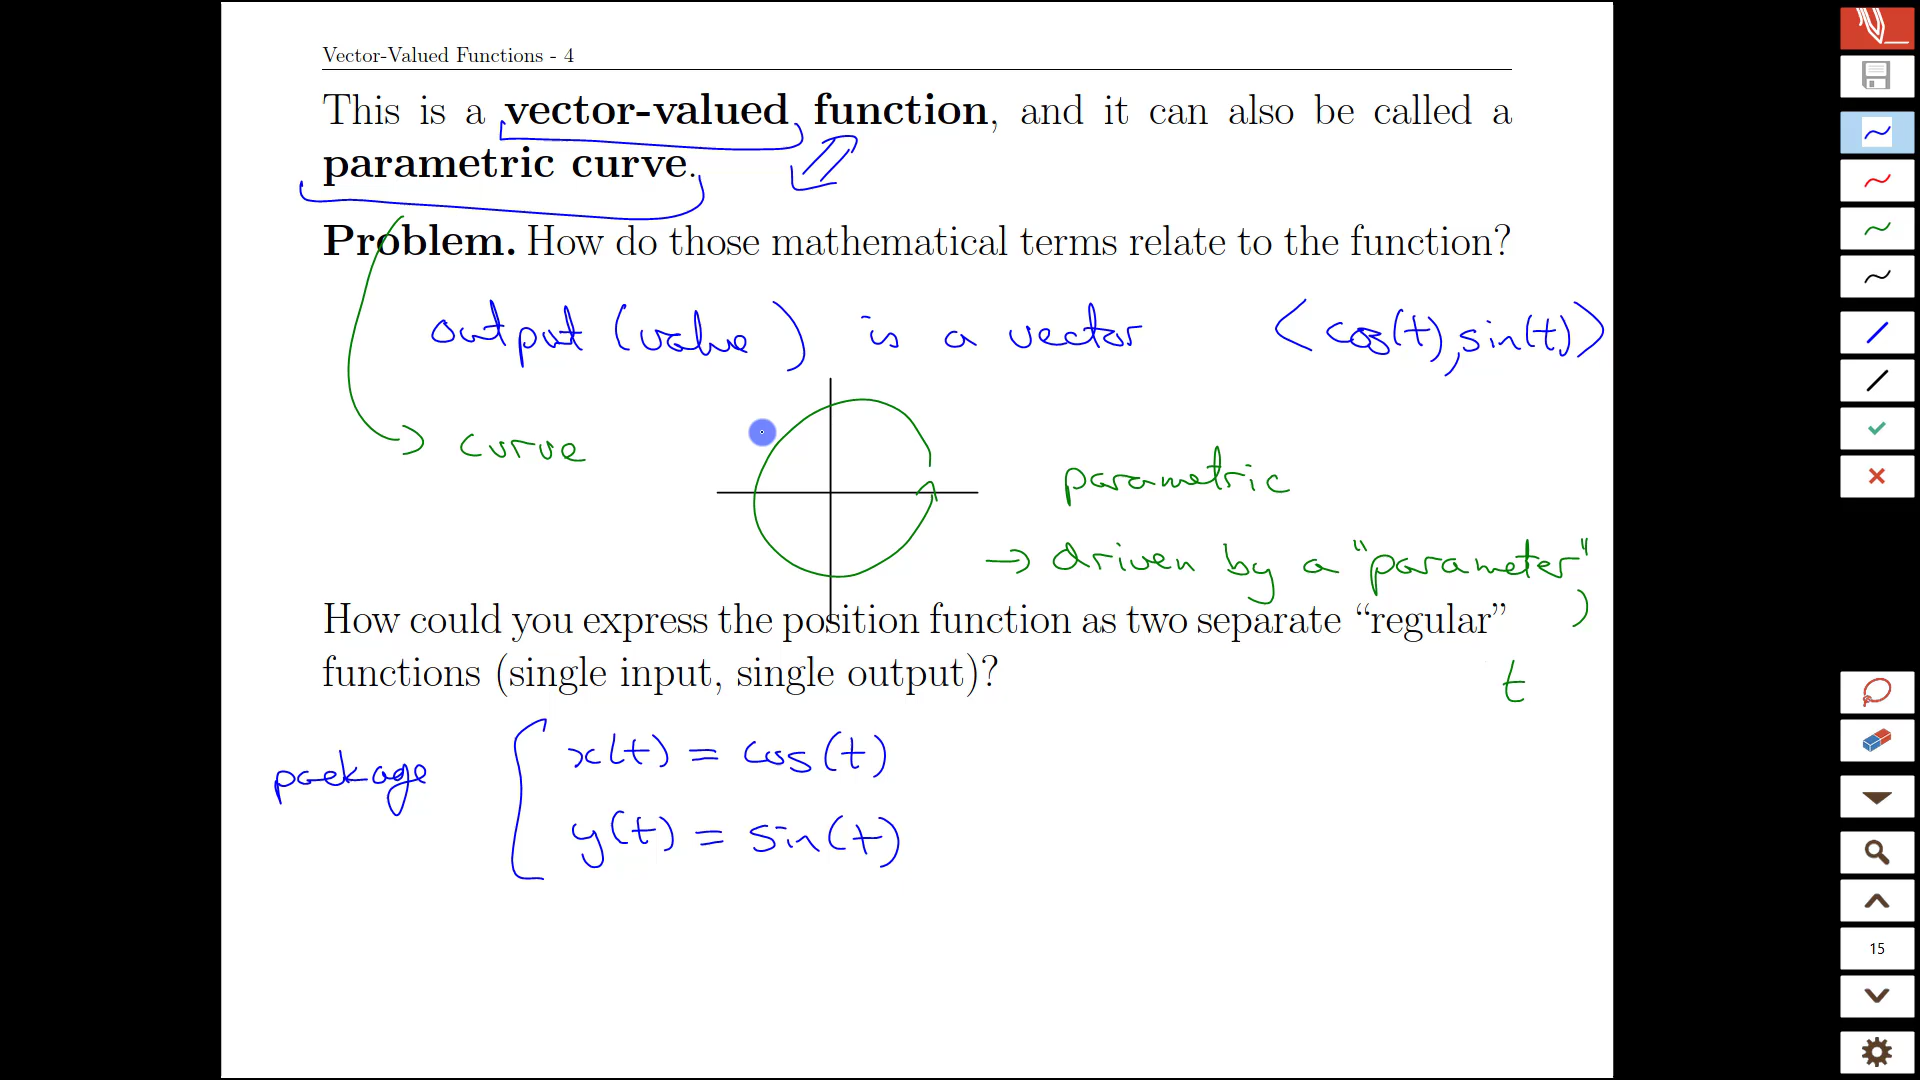 Vector-Valued Functions - 4
This is a vector-valued function, and it can also be called a
parametric curve.
Problem. How do those mathematical terms relate to the function?
output (value) is a vector <cos(t), sin(t)>
curve
parametric
→ driven by a "parameter",
t
How could you express the position function as two separate “regular”
functions (single input, single output)?
package
x(t) = cos(t)
y(t) = sin(t)
15